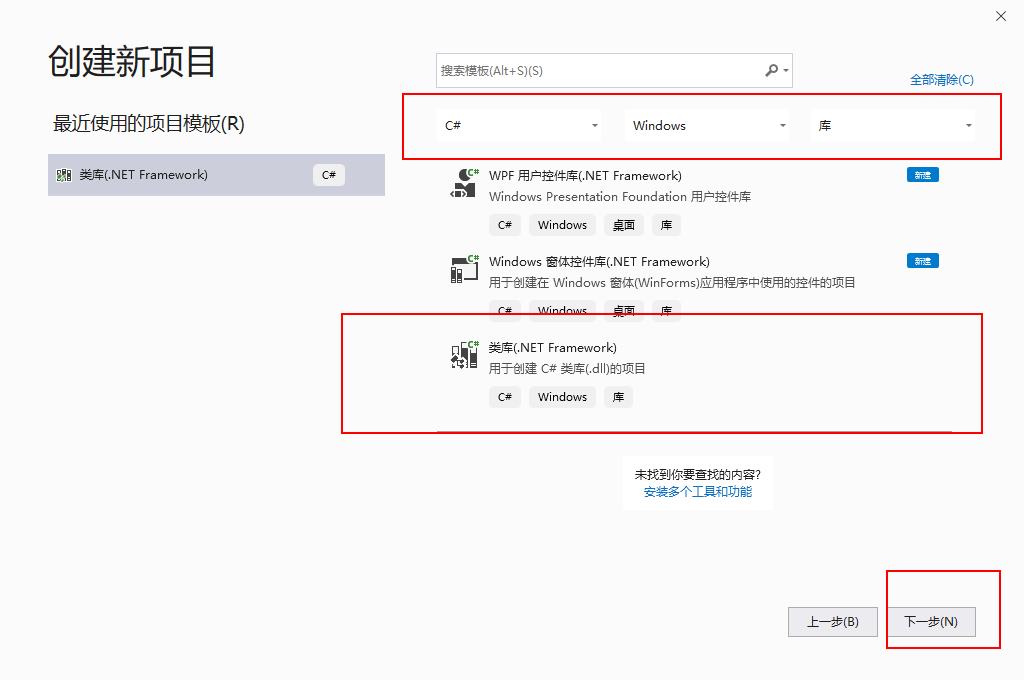 创建新项目
最近使用的项目模板(R)
类库(.NET Framework)
C#
搜索模板(Alt+S)(S)
全部清除(C)
C#
Windows
库
WPF 用户控件库(.NET Framework)
新建
Windows Presentation Foundation 用户控件库
C#
Windows
桌面
库
Windows 窗体控件库(.NET Framework)
新建
用于创建在 Windows 窗体(WinForms)应用程序中使用的控件的项目
C#
Windows
桌面
库
类库(.NET Framework)
用于创建 C# 类库(.dll)的项目
C#
Windows
库
未找到你要查找的内容?
安装多个工具和功能
上一步(B)
下一步(N)